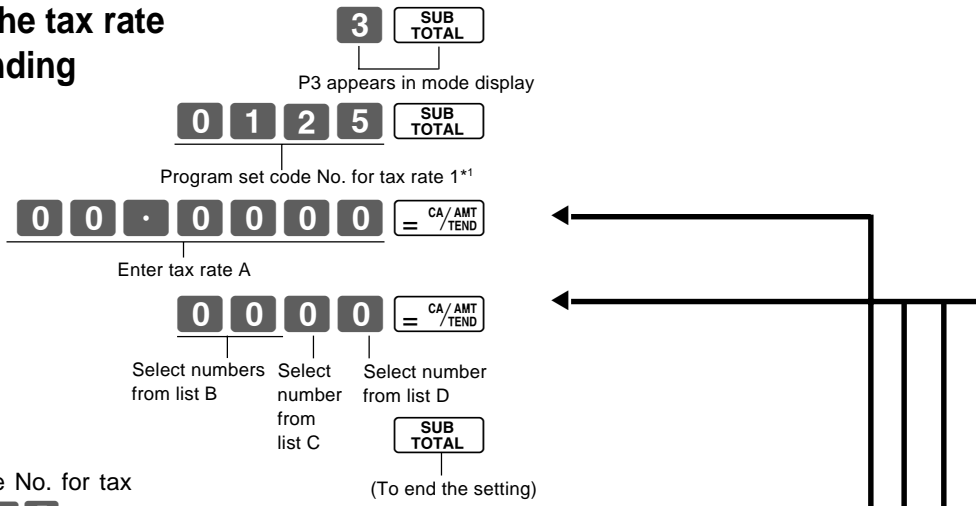 he tax rate
nding
3 SUB TOTAL
P3 appears in mode display
0 1 2 5 SUB TOTAL
Program set code No. for tax rate 1*1
0 0 · 0 0 0 0 = CA/AMT/TEND
Enter tax rate A
0 0 0 0 = CA/AMT/TEND
Select numbers from list B
Select number from list C
Select number from list D
SUB TOTAL
(To end the setting)
e No. for tax